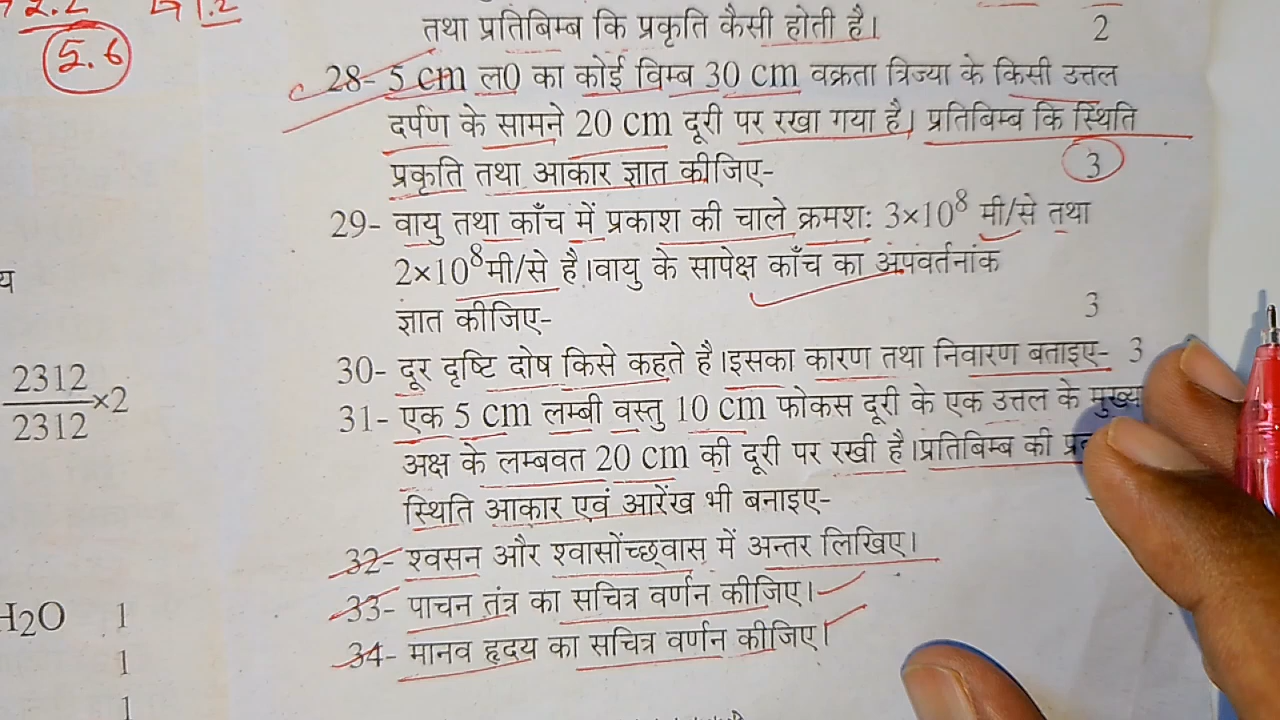 5.6
तथा प्रतिबिम्ब कि प्रकृति कैसी होती है।
2
28- 5 cm ल0 का कोई विम्ब 30 cm वक्रता त्रिज्या के किसी उत्तल
दर्पण के सामने 20 cm दूरी पर रखा गया है। प्रतिबिम्ब कि स्थिति
प्रकृति तथा आकार ज्ञात कीजिए-
3
29- वायु तथा काँच में प्रकाश की चाले क्रमश: 3×10⁸ मी/से तथा
2×10⁸मी/से है।वायु के सापेक्ष काँच का अपवर्तनांक
ज्ञात कीजिए-
3
30- दूर दृष्टि दोष किसे कहते है।इसका कारण तथा निवारण बताइए- 3
31- एक 5 cm लम्बी वस्तु 10 cm फोकस दूरी के एक उत्तल के मुख्य
अक्ष के लम्बवत 20 cm की दूरी पर रखी है।प्रतिबिम्ब की
स्थिति आकार एवं आरेंख भी बनाइए-
32- श्वसन और श्वासोंच्छ्वास में अन्तर लिखिए।
33- पाचन तंत्र का सचित्र वर्णन कीजिए।
34- मानव हृदय का सचित्र वर्णन कीजिए।
य
2312
2312
×2
H2O 1
1
1